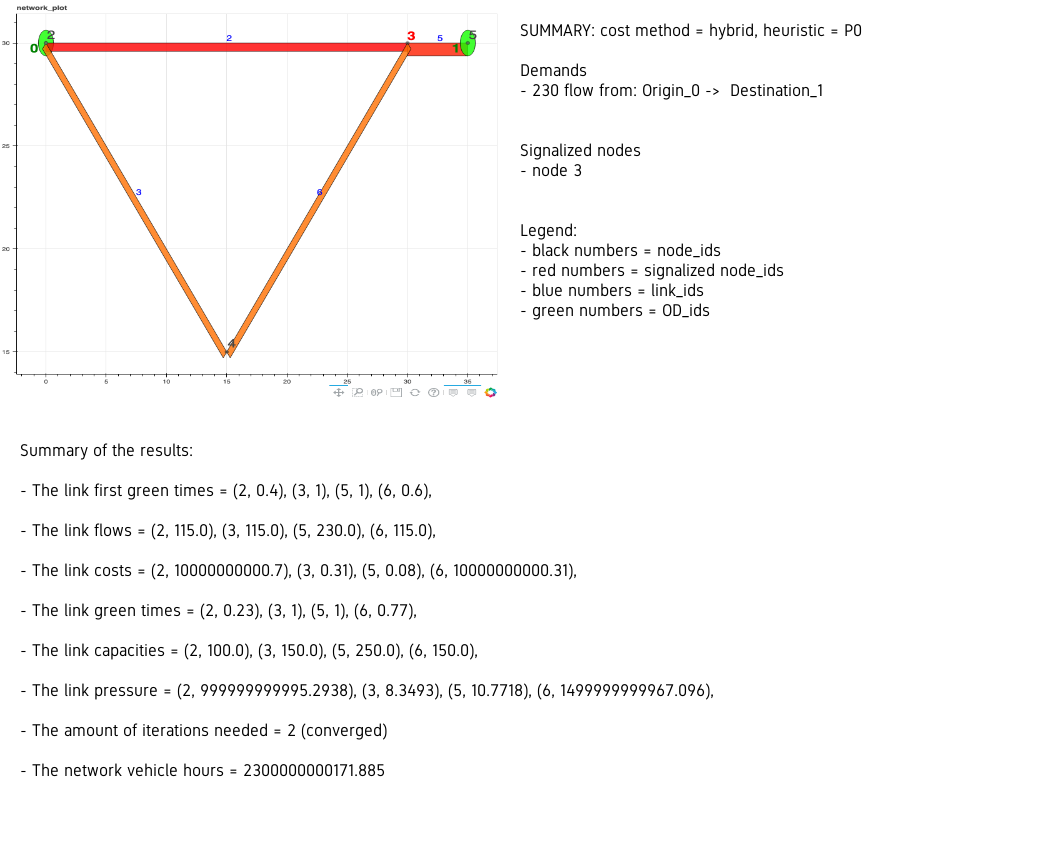 network_plot
2
0
30
2
3
5
5
1
25
3
6
20
4
15
0
5
10
15
20
25
30
35
SUMMARY: cost method = hybrid, heuristic = P0
Demands
- 230 flow from: Origin_0 -> Destination_1
Signalized nodes
- node 3
Legend:
- black numbers = node_ids
- red numbers = signalized node_ids
- blue numbers = link_ids
- green numbers = OD_ids
Summary of the results:
- The link first green times = (2, 0.4), (3, 1), (5, 1), (6, 0.6),
- The link flows = (2, 115.0), (3, 115.0), (5, 230.0), (6, 115.0),
- The link costs = (2, 10000000000.7), (3, 0.31), (5, 0.08), (6, 10000000000.31),
- The link green times = (2, 0.23), (3, 1), (5, 1), (6, 0.77),
- The link capacities = (2, 100.0), (3, 150.0), (5, 250.0), (6, 150.0),
- The link pressure = (2, 999999999995.2938), (3, 8.3493), (5, 10.7718), (6, 1499999999967.096),
- The amount of iterations needed = 2 (converged)
- The network vehicle hours = 2300000000171.885